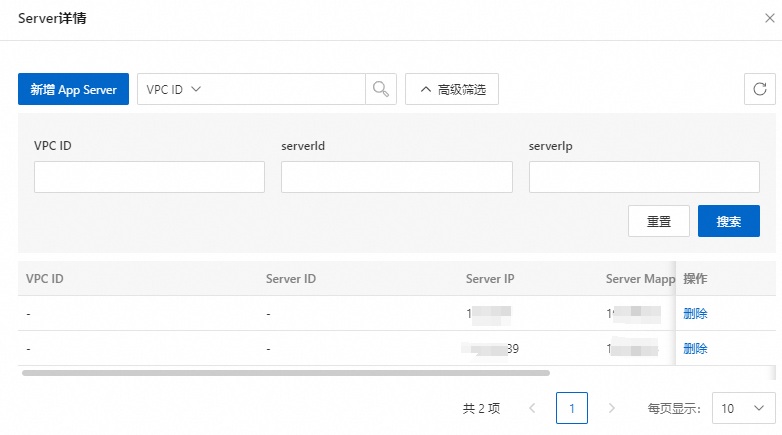 Server详情
新增 App Server VPC ID 高级筛选
VPC ID serverId serverIp
重置 搜索
VPC ID Server ID Server IP Server Mapp 操作
- - 删除
- - 删除
共 2 项 1 每页显示: 10